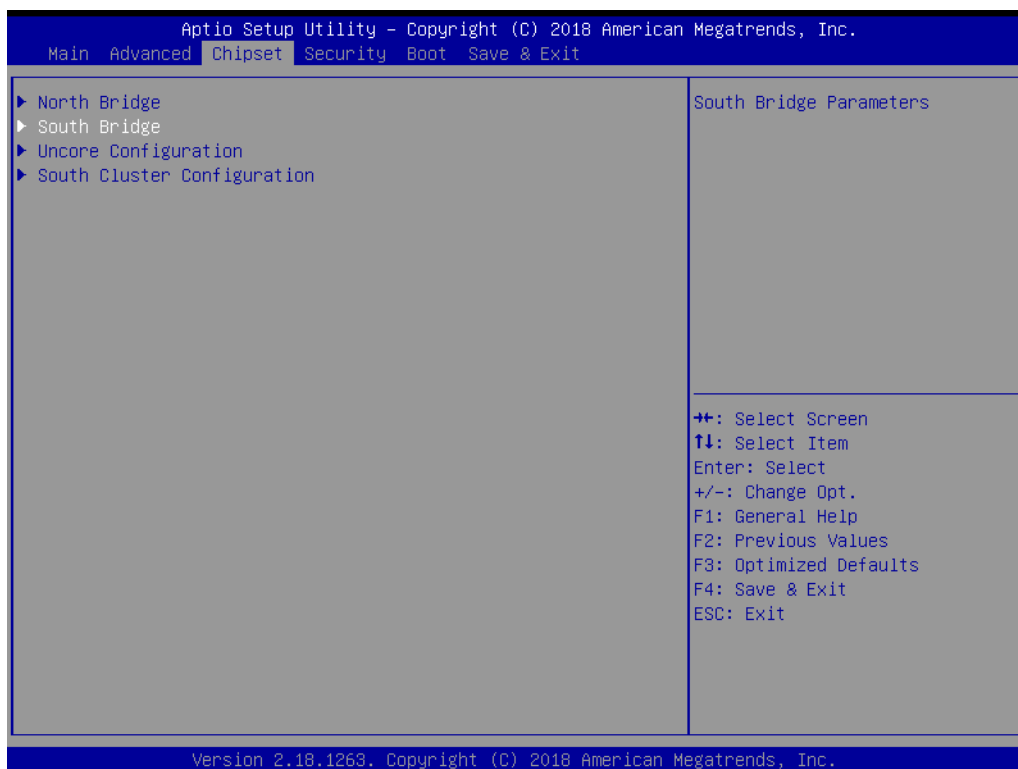 Aptio Setup Utility – Copyright (C) 2018 American Megatrends, Inc.
Main Advanced Chipset Security Boot Save & Exit
▶ North Bridge
▶ South Bridge
▶ Uncore Configuration
▶ South Cluster Configuration
South Bridge Parameters
→←: Select Screen
↑↓: Select Item
Enter: Select
+/-: Change Opt.
F1: General Help
F2: Previous Values
F3: Optimized Defaults
F4: Save & Exit
ESC: Exit
Version 2.18.1263. Copyright (C) 2018 American Megatrends, Inc.